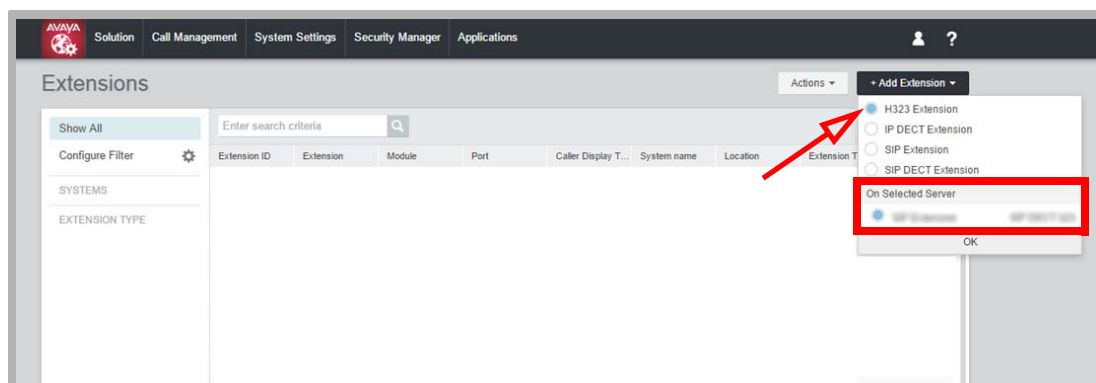 AVAYA
Solution Call Management System Settings Security Manager Applications ?
Extensions
Actions + Add Extension
H323 Extension
IP DECT Extension
SIP Extension
SIP DECT Extension
On Selected Server
OK
Show All
Configure Filter
SYSTEMS
EXTENSION TYPE
Enter search criteria
Extension ID Extension Module Port Caller Display T... System name Location Extension T